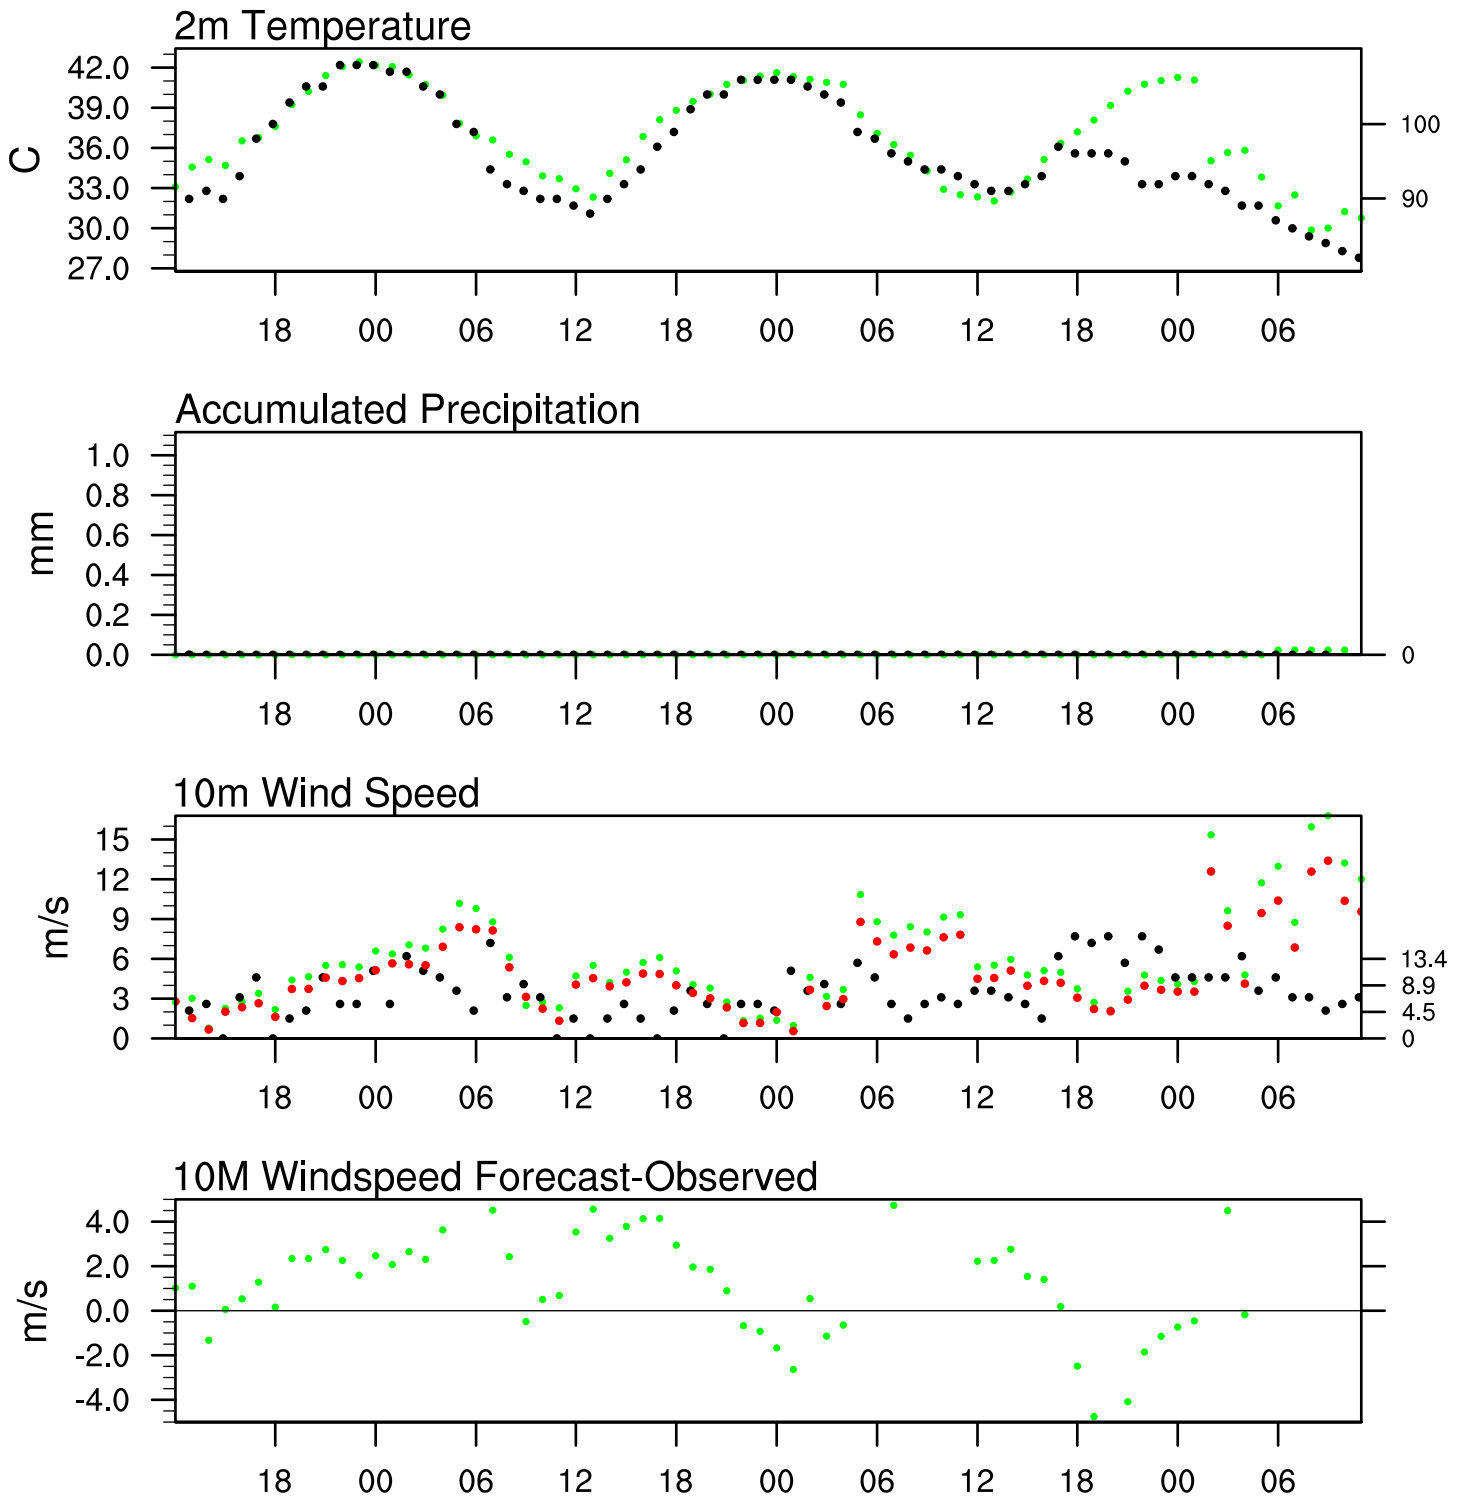 2m Temperature
42.0
39.0
36.0
33.0
30.0
27.0
C
100
90
18 00 06 12 18 00 06 12 18 00 06
Accumulated Precipitation
1.0
0.8
0.6
0.4
0.2
0.0
mm
0
18 00 06 12 18 00 06 12 18 00 06
10m Wind Speed
15
12
9
6
3
0
m/s
13.4
8.9
4.5
0
18 00 06 12 18 00 06 12 18 00 06
10M Windspeed Forecast-Observed
4.0
2.0
0.0
-2.0
-4.0
m/s
18 00 06 12 18 00 06 12 18 00 06